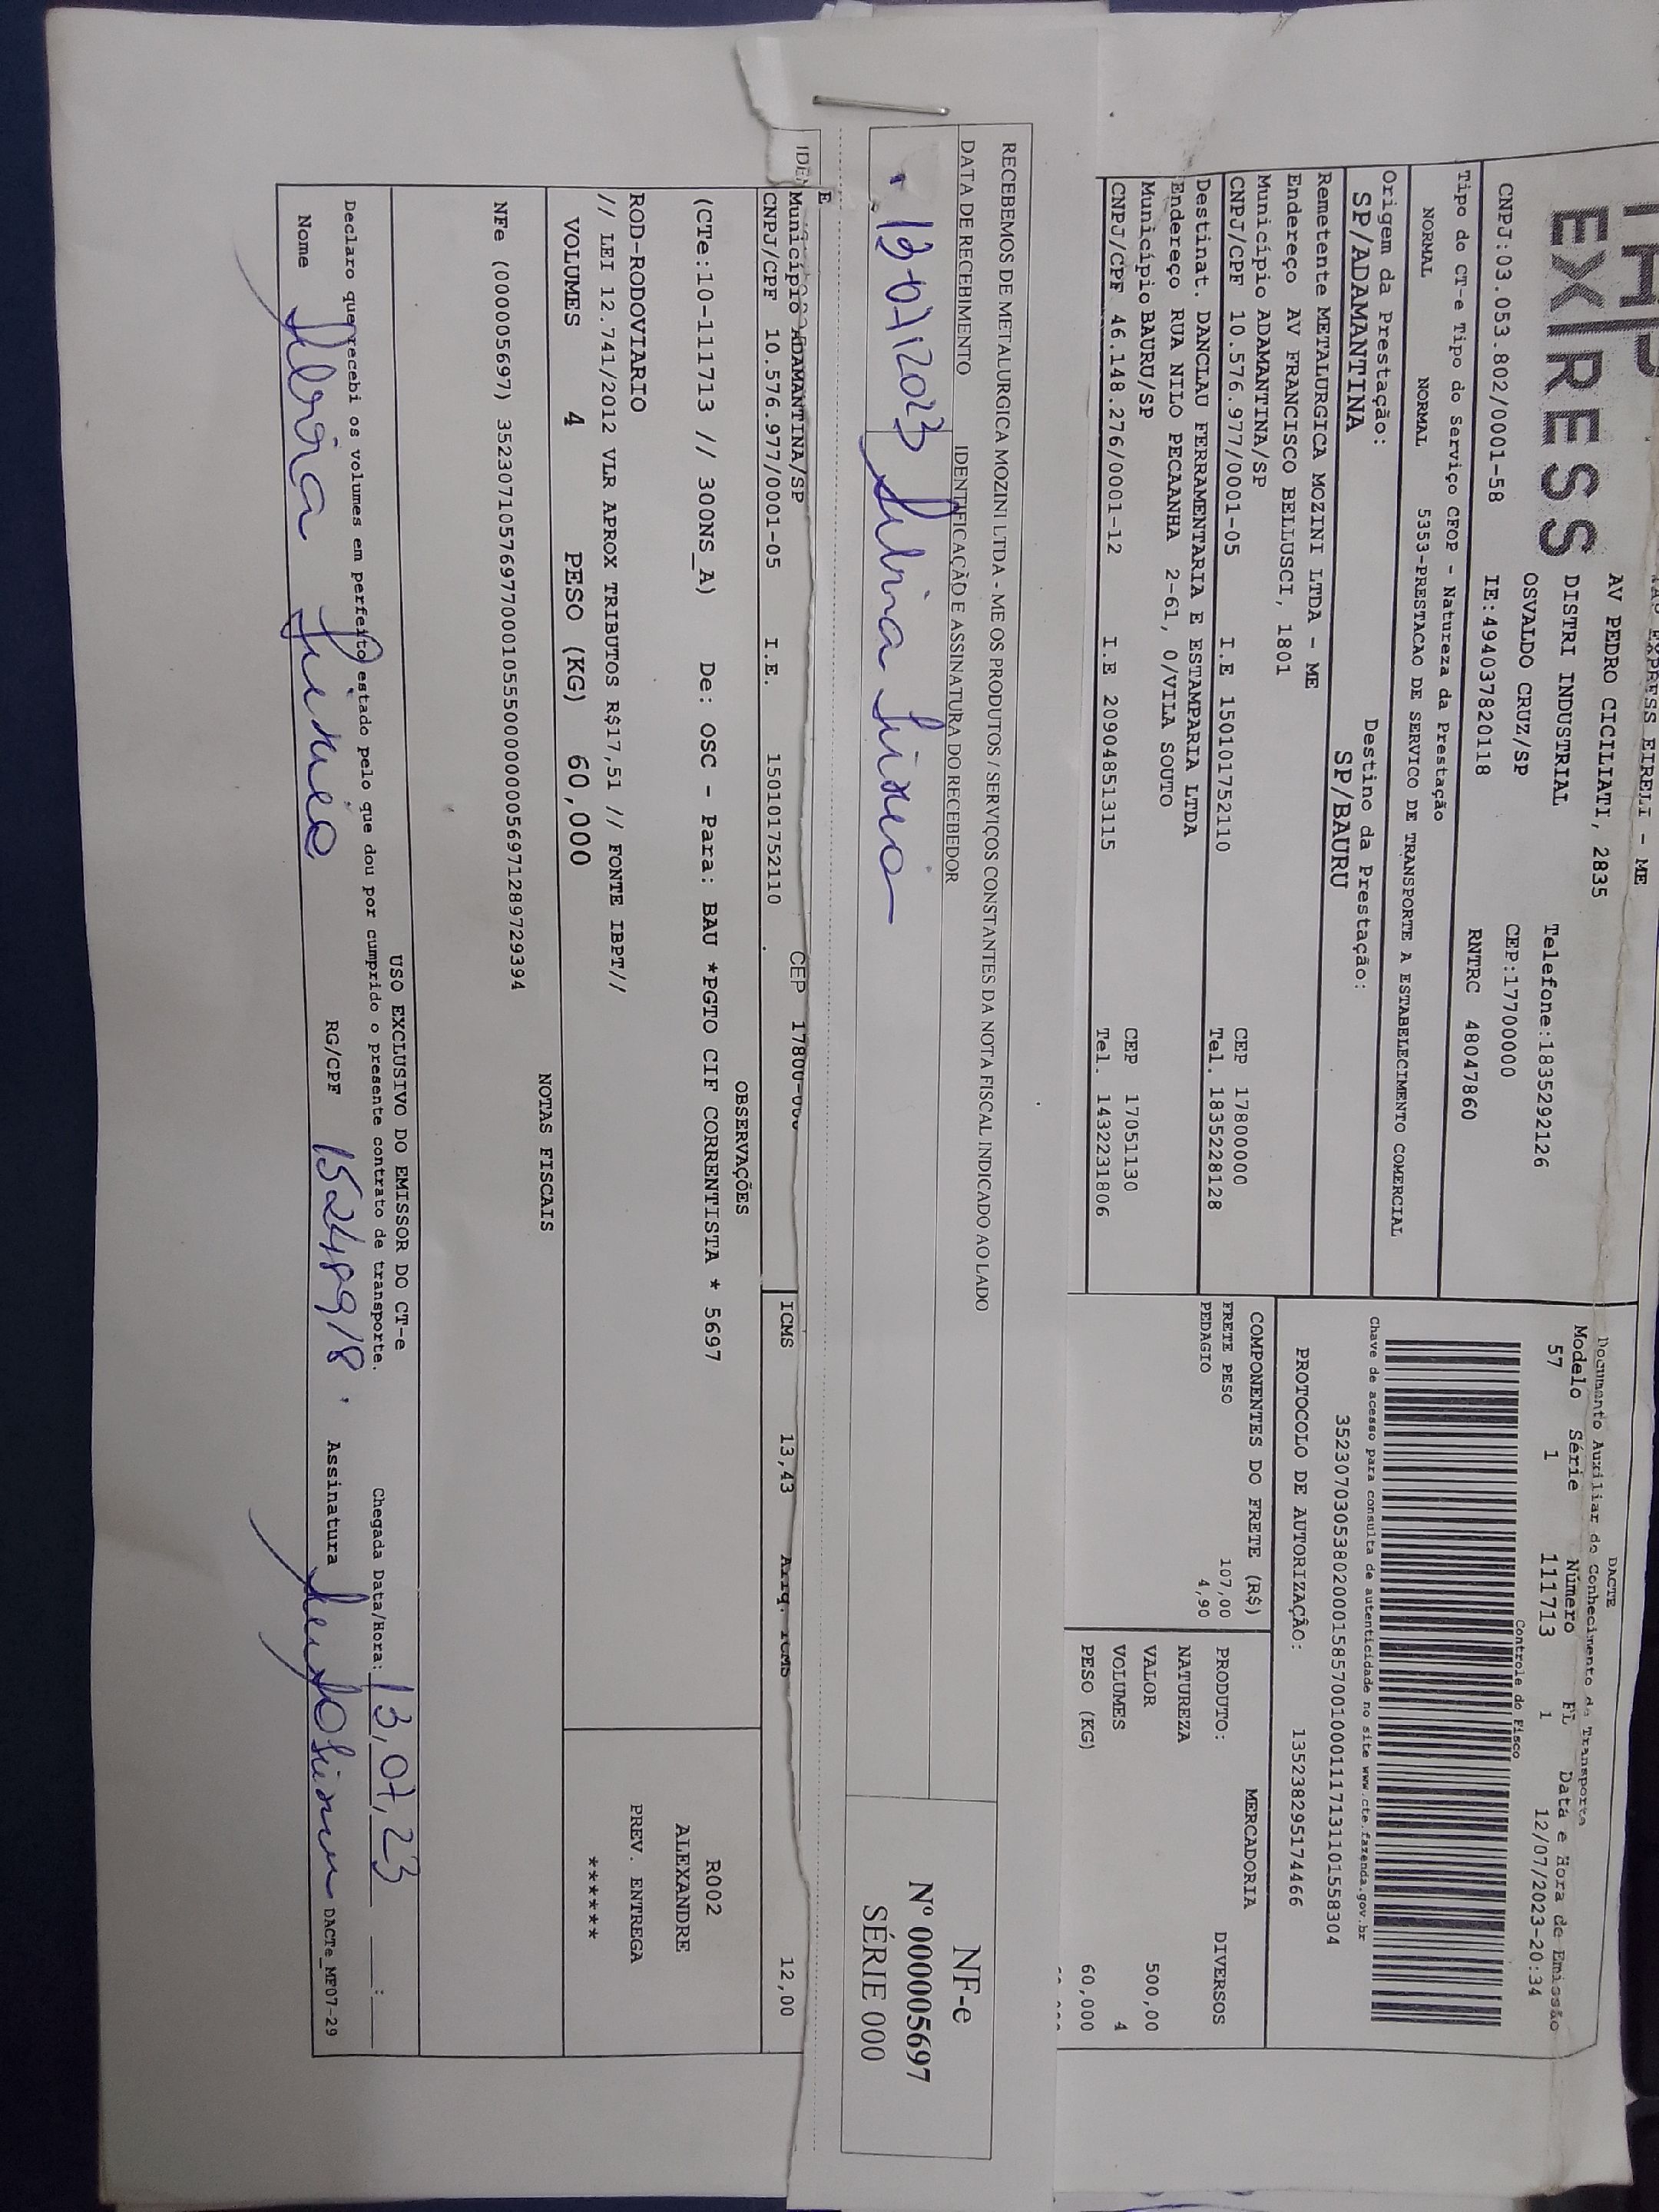 EXPRESS EIRELI - ME
AV PEDRO CICILIATI, 2835
DISTRI INDUSTRIAL
Telefone:1835292126
OSVALDO CRUZ/SP
CEP:17700000
CNPJ:03.053.802/0001-58
IE:494037820118
RNTRC 48047860
EXPRESS
DACTE
Documento Auxiliar do Conhecimento de Transporte
Modelo Série Número FL Data e Hora de Emissão
57 1 111713 1 12/07/2023-20:34
Controle do Fisco
Chave de acesso para consulta de autenticidade no site www.cte.fazenda.gov.br
35230703053802000158570010001117131101558304
PROTOCOLO DE AUTORIZAÇÃO: 135238295174466
Tipo do CT-e Tipo do Serviço CFOP - Natureza da Prestação
NORMAL NORMAL 5353-PRESTACAO DE SERVICO DE TRANSPORTE A ESTABELECIMENTO COMERCIAL
Origem da Prestação: Destino da Prestação:
SP/ADAMANTINA SP/BAURU
Remetente METALURGICA MOZINI LTDA - ME
Endereço AV FRANCISCO BELLUSCI, 1801
Município ADAMANTINA/SP CEP 17800000
CNPJ/CPF 10.576.977/0001-05 I.E 150101752110 Tel. 1835228128
Destinat. DANCLAU FERRAMENTARIA E ESTAMPARIA LTDA
Endereço RUA NILO PECAANHA 2-61, 0/VILA SOUTO
Município BAURU/SP CEP 17051130
CNPJ/CPF 46.148.276/0001-12 I.E 209048513115 Tel. 1432231806
COMPONENTES DO FRETE (R$)
FRETE PESO 107,00
PEDAGIO 4,90
MERCADORIA
PRODUTO: DIVERSOS
NATUREZA
VALOR 500,00
VOLUMES 4
PESO (KG) 60,000
RECEBEMOS DE METALURGICA MOZINI LTDA - ME OS PRODUTOS / SERVIÇOS CONSTANTES DA NOTA FISCAL INDICADO AO LADO
DATA DE RECEBIMENTO IDENTIFICAÇÃO E ASSINATURA DO RECEBEDOR
13/07/2023
NF-e
Nº 000005697
SÉRIE 000
Município ADAMANTINA/SP CEP
CNPJ/CPF 10.576.977/0001-05 I.E. 150101752110
ICMS 13,43 12,00
OBSERVAÇÕES
(CTe:10-111713 // 300NS_A) De: OSC - Para: BAU *PGTO CIF CORRENTISTA * 5697
R002
ALEXANDRE
ROD-RODOVIARIO
// LEI 12.741/2012 VLR APROX TRIBUTOS R$17,51 // FONTE IBPT//
PREV. ENTREGA
******
VOLUMES 4 PESO (KG) 60,000
NOTAS FISCAIS
NFe (000005697) 35230710576977000105550000000056971289729394
USO EXCLUSIVO DO EMISSOR DO CT-e
Declaro que recebi os volumes em perfeito estado pelo que dou por cumprido o presente contrato de transporte.
Chegada Data/Hora: 13,07,23 :
Nome RG/CPF Assinatura
DACTe_MF07-29